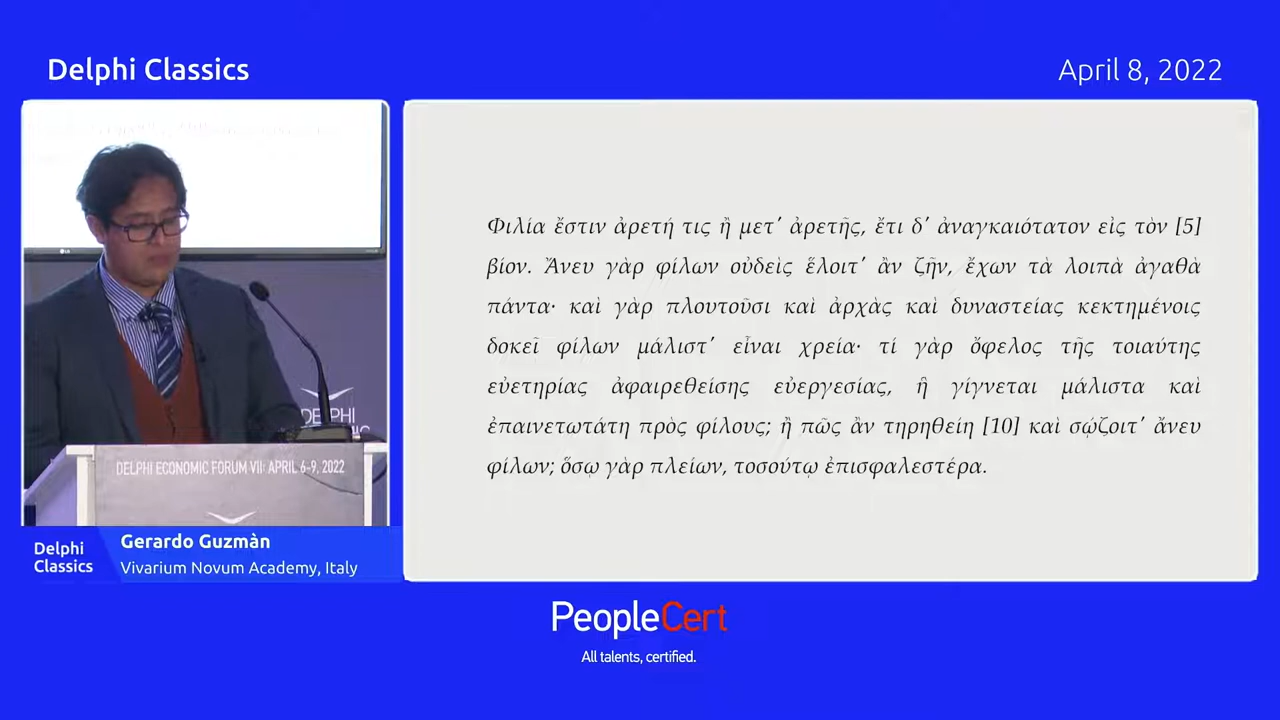 Delphi Classics
April 8, 2022
DELPHI
DELPHI ECONOMIC FORUM VII: APRIL 6-9, 2022
Delphi
Classics
Gerardo Guzmàn
Vivarium Novum Academy, Italy
Φιλία ἔστιν ἀρετή τις ἢ μετ’ ἀρετῆς, ἔτι δ’ ἀναγκαιότατον εἰς τὸν [5]
βίον. Ἄνευ γὰρ φίλων οὐδεὶς ἕλοιτ’ ἂν ζῆν, ἔχων τὰ λοιπὰ ἀγαθὰ
πάντα· καὶ γὰρ πλουτοῦσι καὶ ἀρχὰς καὶ δυναστείας κεκτημένοις
δοκεῖ φίλων μάλιστ’ εἶναι χρεία· τί γὰρ ὄφελος τῆς τοιαύτης
εὐετηρίας ἀφαιρεθείσης εὐεργεσίας, ἣ γίγνεται μάλιστα καὶ
ἐπαινετωτάτη πρὸς φίλους; ἢ πῶς ἂν τηρηθείη [10] καὶ σῴζοιτ’ ἄνευ
φίλων; ὅσῳ γὰρ πλείων, τοσούτῳ ἐπισφαλεστέρα.
PeopleCert
All talents, certified.